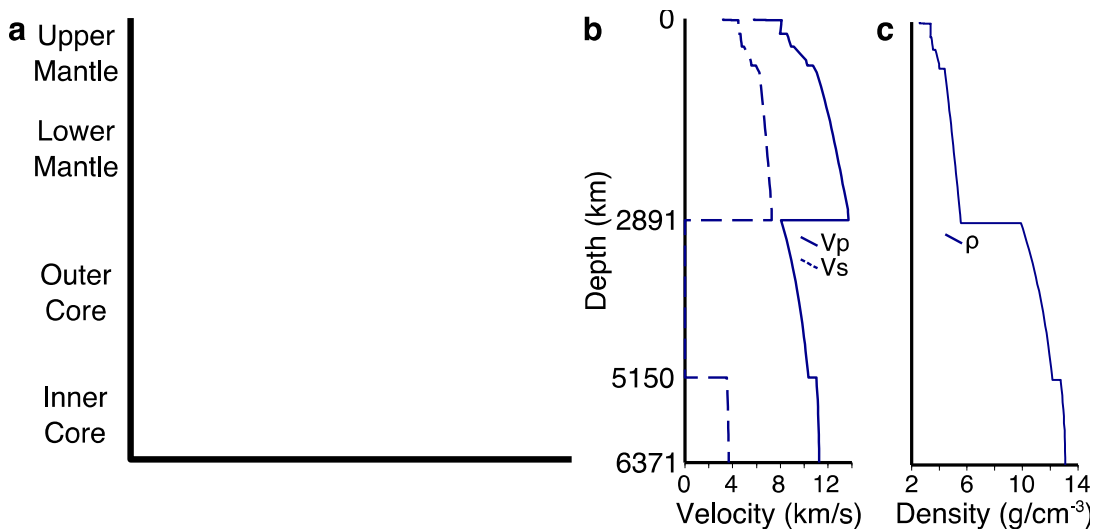 a
Upper
Mantle
Lower
Mantle
Outer
Core
Inner
Core
b
0
2891
5150
6371
Depth (km)
Vp
Vs
0 4 8 12
Velocity (km/s)
c
ρ
2 6 10 14
Density (g/cm⁻³)